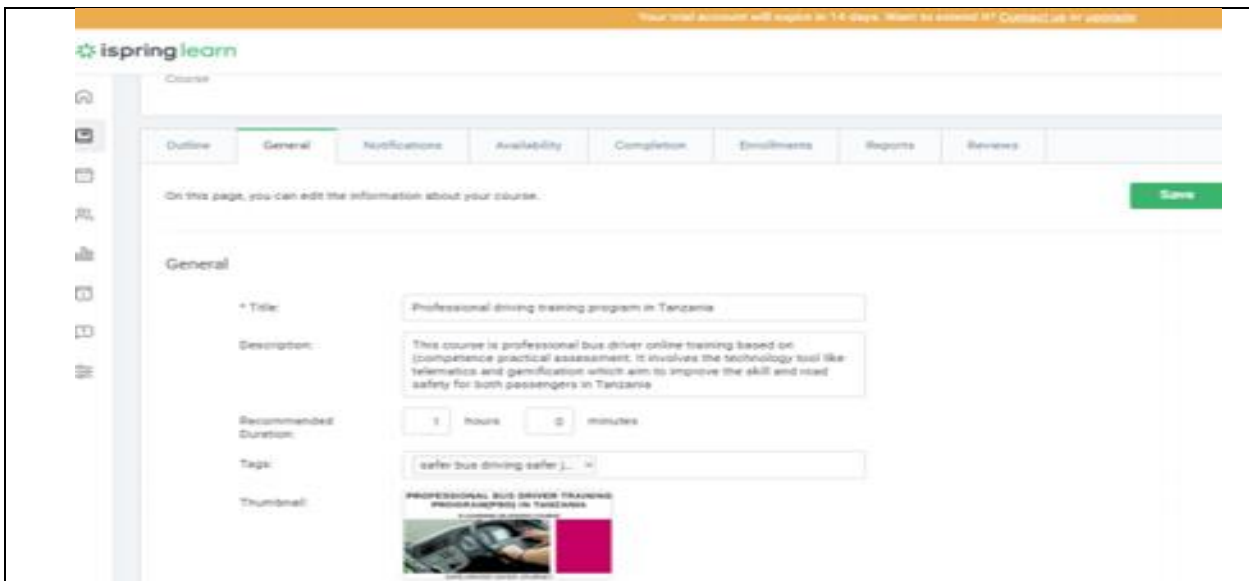 Your trial account will expire in 14 days. Want to extend it? Contact us or upgrade
ispring learn
Course
Outline General Notifications Availability Completion Enrollments Reports Reviews
On this page, you can edit the information about your course.
Save
General
* Title: Professional driving training program in Tanzania
Description: This course is professional bus driver online training based on
(competence practical assessment. It involves the technology tool like
telematics and gamification which aim to improve the skill and road
safety for both passengers in Tanzania
Recommended
Duration: 1 hours 0 minutes
Tags: safer bus driving safer j...
Thumbnail:
PROFESSIONAL BUS DRIVER TRAINING
PROGRAM(PBD) IN TANZANIA